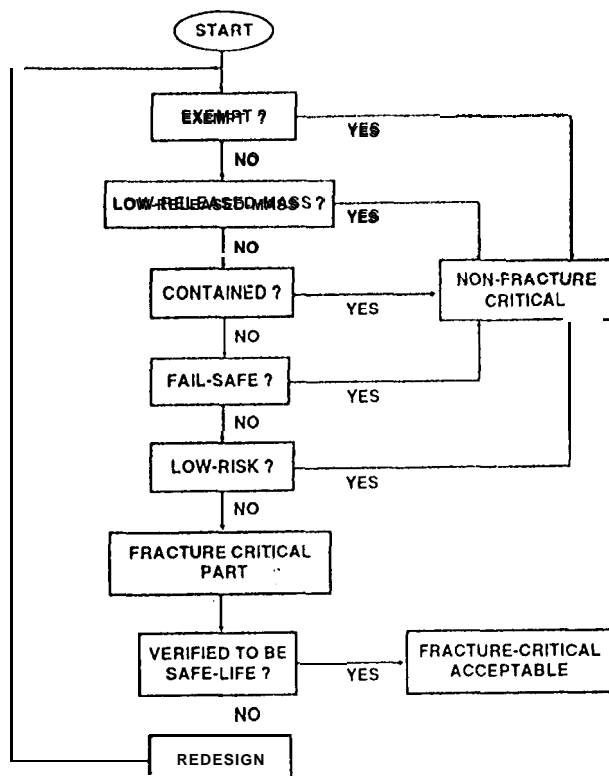 START
EXEMPT ?
YES
NO
LOW-RELEASED-MASS ?
YES
NO
CONTAINED ?
YES
NON-FRACTURE
CRITICAL
NO
FAIL-SAFE ?
YES
NO
LOW-RISK ?
YES
NO
FRACTURE CRITICAL
PART
VERIFIED TO BE
SAFE-LIFE ?
YES
FRACTURE-CRITICAL
ACCEPTABLE
NO
REDESIGN